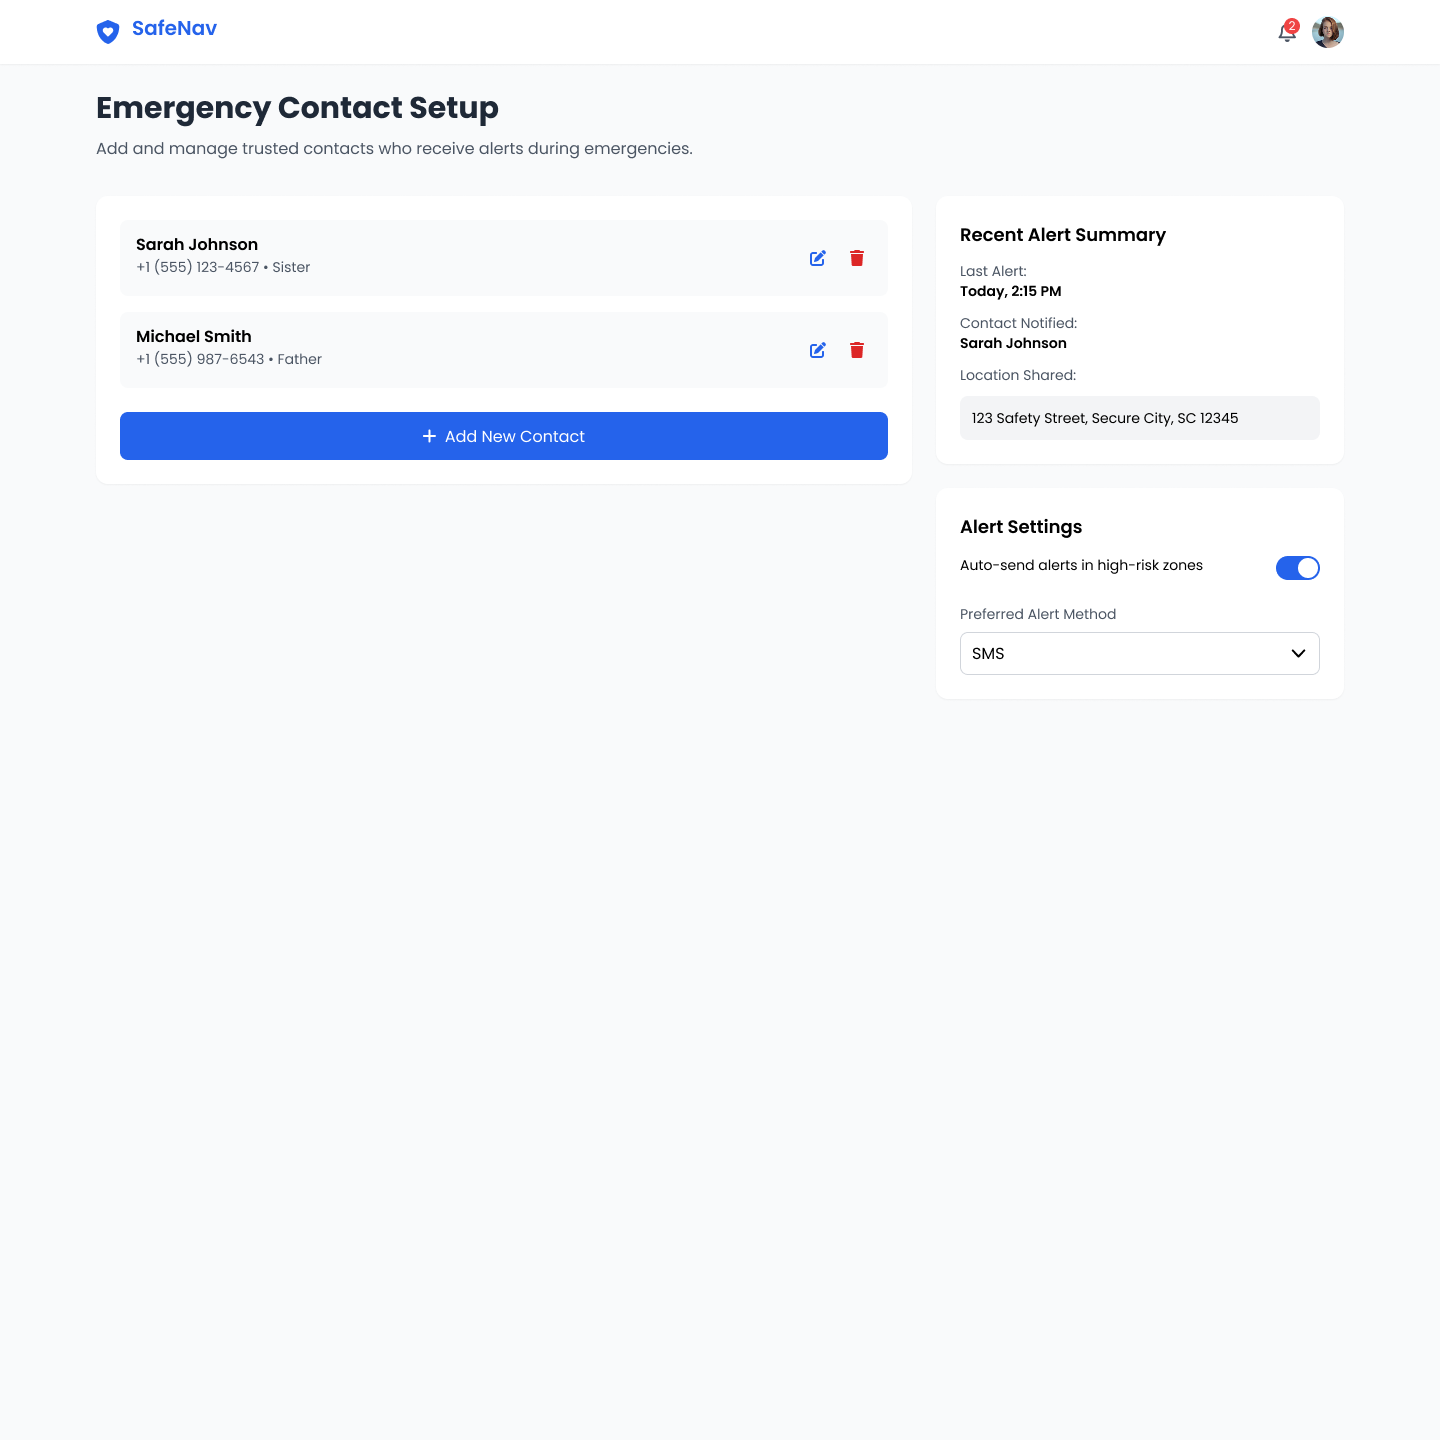 SafeNav
2
Emergency Contact Setup
Add and manage trusted contacts who receive alerts during emergencies.
Sarah Johnson
+1 (555) 123-4567 • Sister
Michael Smith
+1 (555) 987-6543 • Father
+ Add New Contact
Recent Alert Summary
Last Alert:
Today, 2:15 PM
Contact Notified:
Sarah Johnson
Location Shared:
123 Safety Street, Secure City, SC 12345
Alert Settings
Auto-send alerts in high-risk zones
Preferred Alert Method
SMS